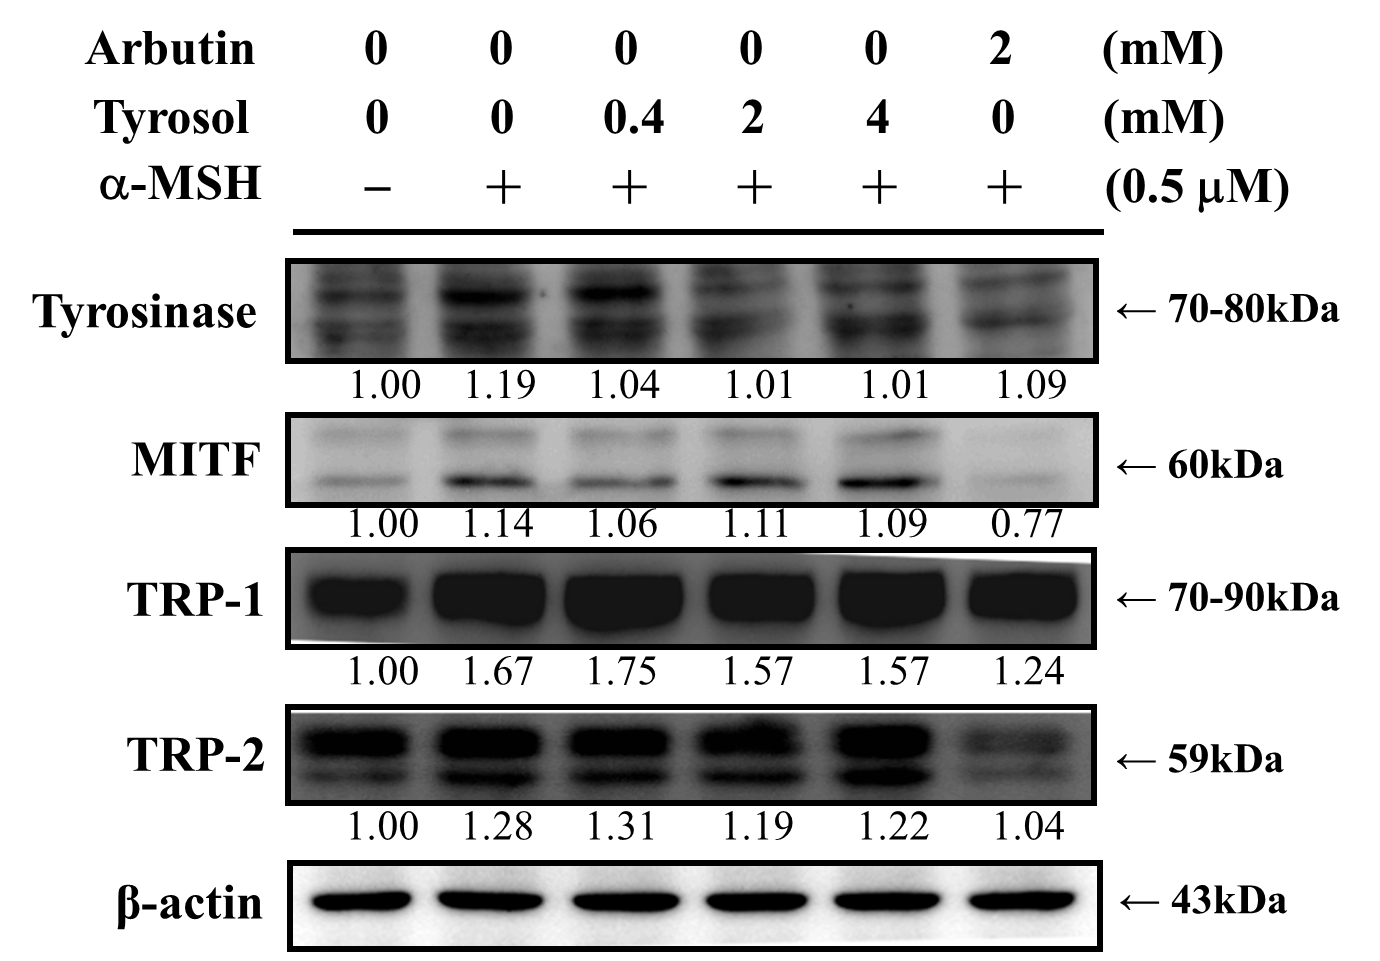 Arbutin 0 0 0 0 0 2 (mM)
Tyrosol 0 0 0.4 2 4 0 (mM)
α-MSH – + + + + + (0.5 μM)
Tyrosinase ← 70-80kDa
1.00 1.19 1.04 1.01 1.01 1.09
MITF ← 60kDa
1.00 1.14 1.06 1.11 1.09 0.77
TRP-1 ← 70-90kDa
1.00 1.67 1.75 1.57 1.57 1.24
TRP-2 ← 59kDa
1.00 1.28 1.31 1.19 1.22 1.04
β-actin ← 43kDa